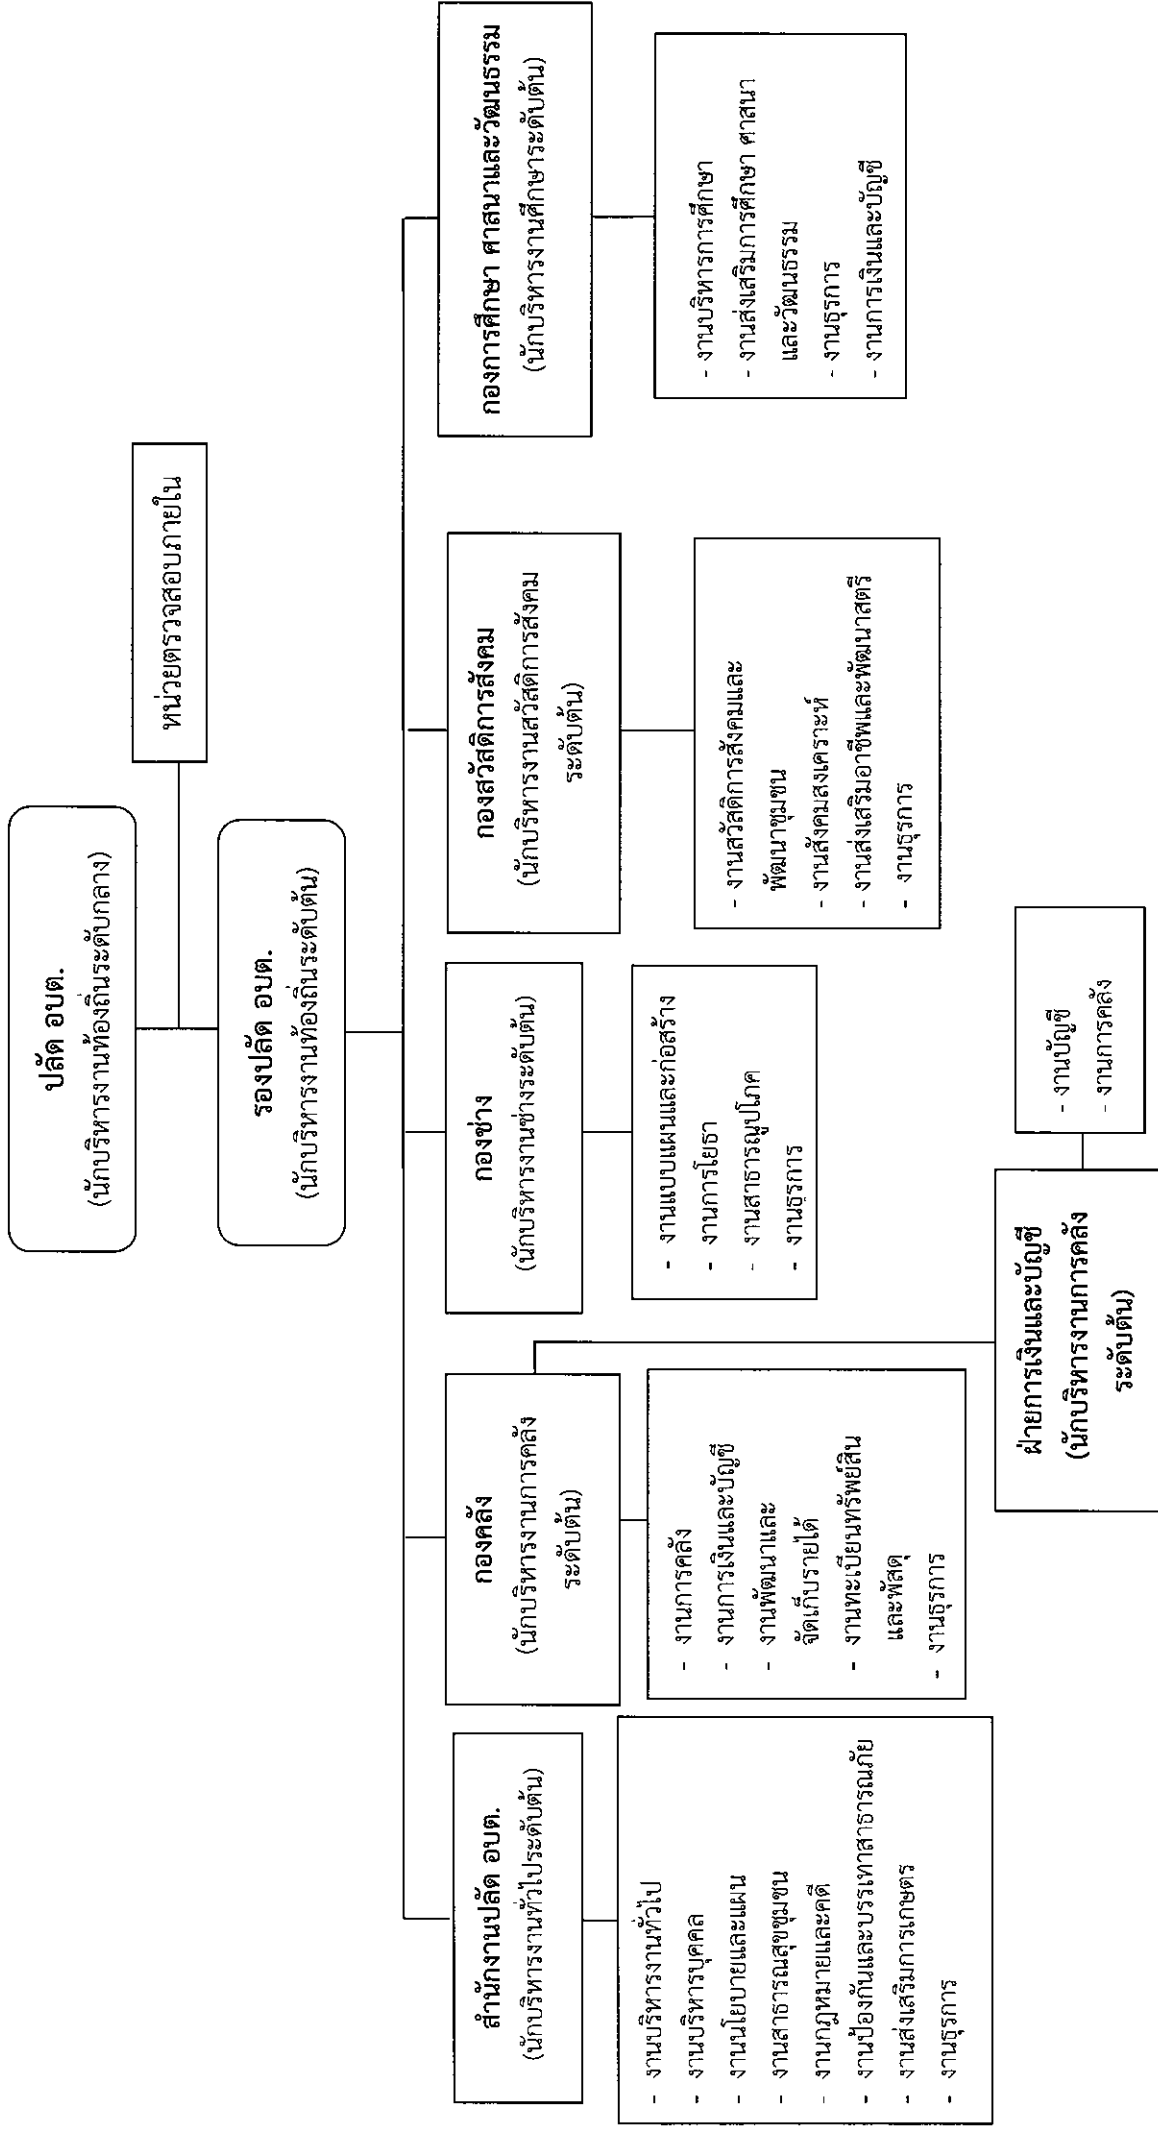 ปลัด อบต.
(นักบริหารงานท้องถิ่นระดับกลาง)
หน่วยตรวจสอบภายใน
รองปลัด อบต.
(นักบริหารงานท้องถิ่นระดับต้น)
สำนักงานปลัด อบต.
(นักบริหารงานทั่วไประดับต้น)
- งานบริหารงานทั่วไป
- งานบริหารบุคคล
- งานนโยบายและแผน
- งานสาธารณสุขชุมชน
- งานกฎหมายและคดี
- งานป้องกันและบรรเทาสาธารณภัย
- งานส่งเสริมการเกษตร
- งานธุรการ
กองคลัง
(นักบริหารงานการคลัง
ระดับต้น)
- งานการคลัง
- งานการเงินและบัญชี
- งานพัฒนาและ
จัดเก็บรายได้
- งานทะเบียนทรัพย์สิน
และพัสดุ
- งานธุรการ
ฝ่ายการเงินและบัญชี
(นักบริหารงานการคลัง
ระดับต้น)
- งานบัญชี
- งานการคลัง
กองช่าง
(นักบริหารงานช่างระดับต้น)
- งานแบบแผนและก่อสร้าง
- งานการโยธา
- งานสาธารณูปโภค
- งานธุรการ
กองสวัสดิการสังคม
(นักบริหารงานสวัสดิการสังคม
ระดับต้น)
- งานสวัสดิการสังคมและ
พัฒนาชุมชน
- งานสังคมสงเคราะห์
- งานส่งเสริมอาชีพและพัฒนาสตรี
- งานธุรการ
กองการศึกษา ศาสนาและวัฒนธรรม
(นักบริหารงานศึกษาระดับต้น)
- งานบริหารการศึกษา
- งานส่งเสริมการศึกษา ศาสนา
และวัฒนธรรม
- งานธุรการ
- งานการเงินและบัญชี